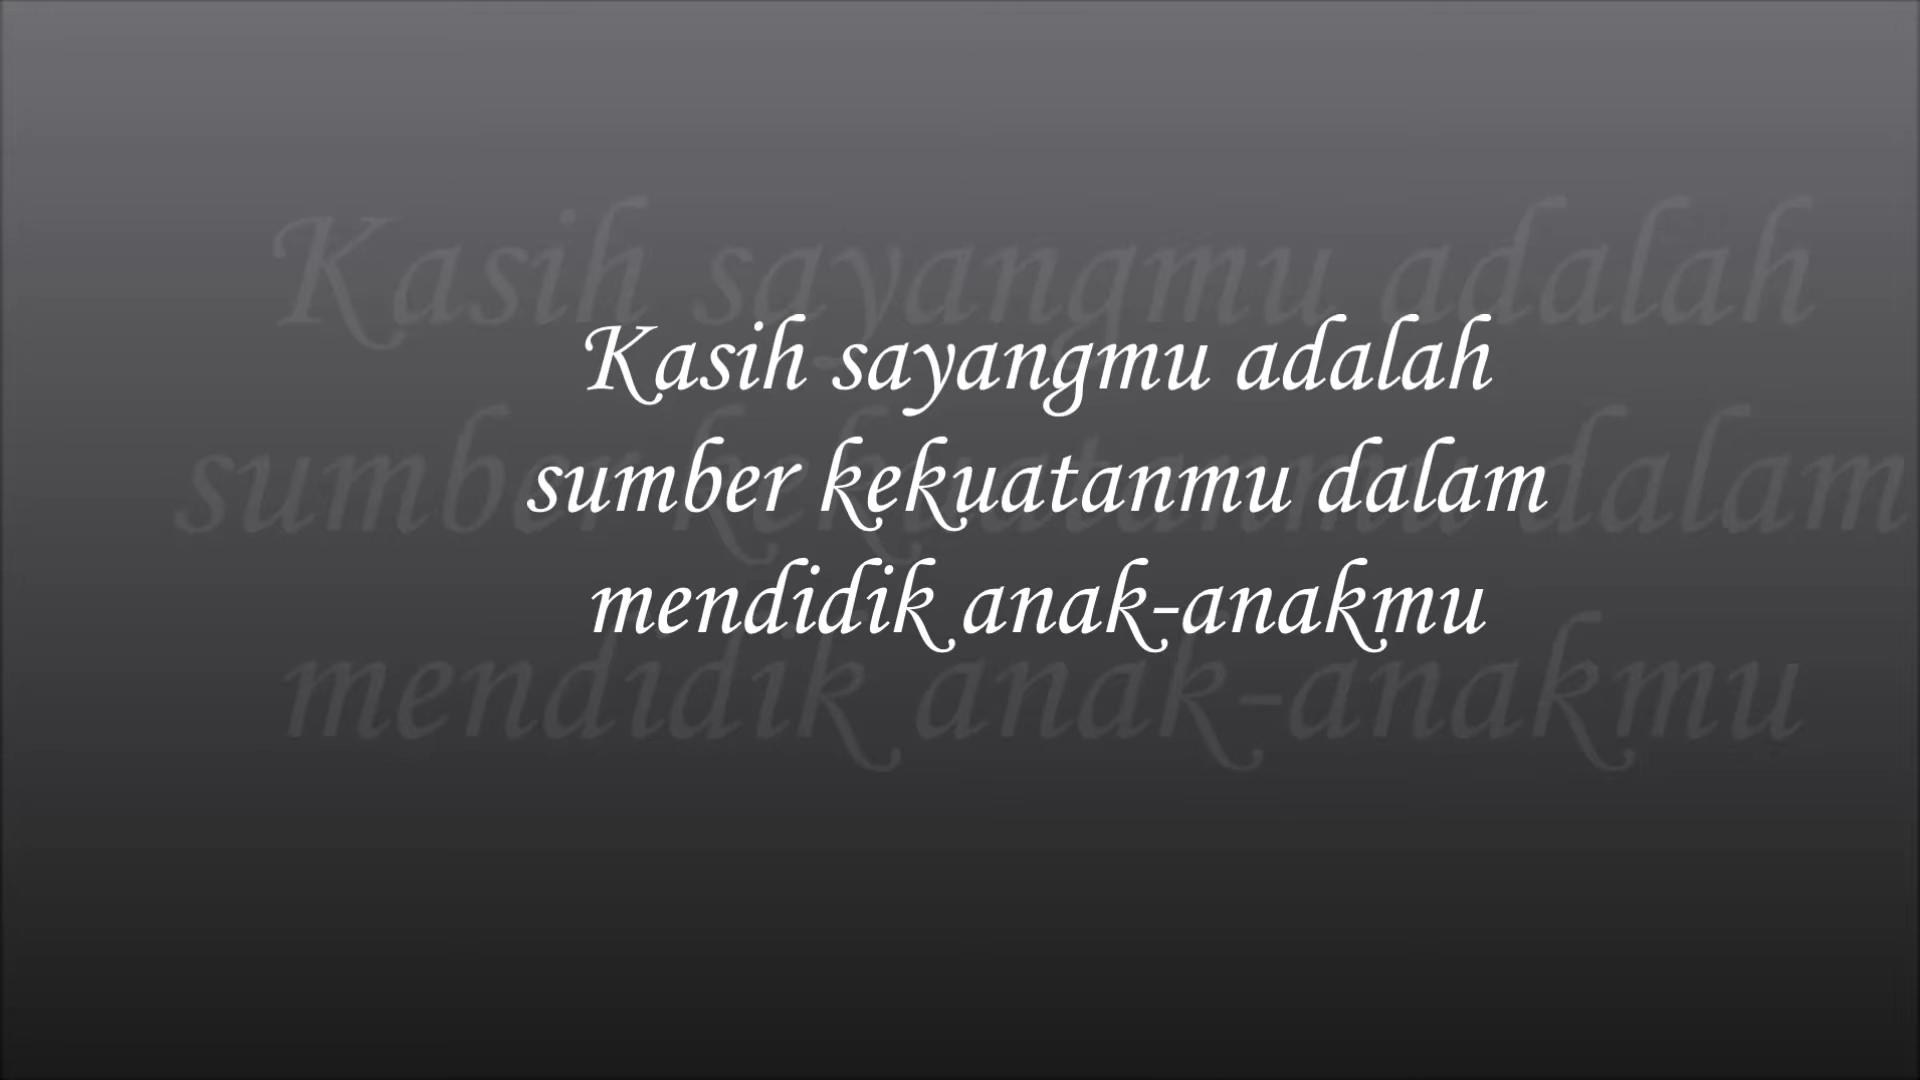 Kasih sayangmu adalah
sumber kekuatanmu dalam
mendidik anak-anakmu